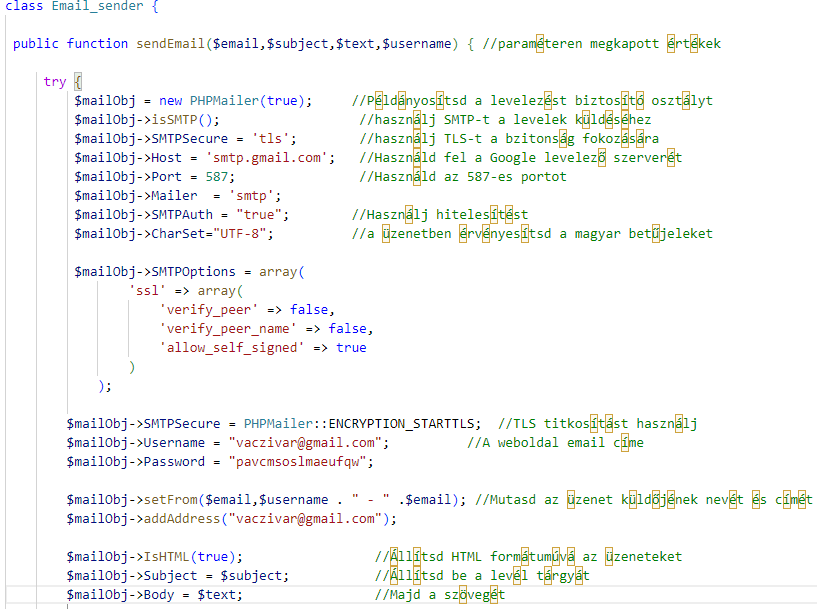 class Email_sender {
public function sendEmail($email,$subject,$text,$username) { //paraméteren megkapott értékek
try {
$mailObj = new PHPMailer(true); //Példányosítsd a levelezést biztosító osztályt
$mailObj->isSMTP(); //használj SMTP-t a levelek küldéséhez
$mailObj->SMTPSecure = 'tls'; //használj TLS-t a bzitonság fokozására
$mailObj->Host = 'smtp.gmail.com'; //Használd fel a Google levelező szerverét
$mailObj->Port = 587; //Használd az 587-es portot
$mailObj->Mailer = 'smtp';
$mailObj->SMTPAuth = "true"; //Használj hitelesítést
$mailObj->CharSet="UTF-8"; //a üzenetben érvényesítsd a magyar betűjeleket
$mailObj->SMTPOptions = array(
'ssl' => array(
'verify_peer' => false,
'verify_peer_name' => false,
'allow_self_signed' => true
)
);
$mailObj->SMTPSecure = PHPMailer::ENCRYPTION_STARTTLS; //TLS titkosítást használj
$mailObj->Username = "vaczivar@gmail.com"; //A weboldal email címe
$mailObj->Password = "pavcmsoslmaeufqw";
$mailObj->setFrom($email,$username . " - " .$email); //Mutasd az üzenet küldőjének nevét és címét
$mailObj->addAddress("vaczivar@gmail.com");
$mailObj->IsHTML(true); //Állítsd HTML formátumúvá az üzeneteket
$mailObj->Subject = $subject; //Állítsd be a levél tárgyát
$mailObj->Body = $text; //Majd a szövegét